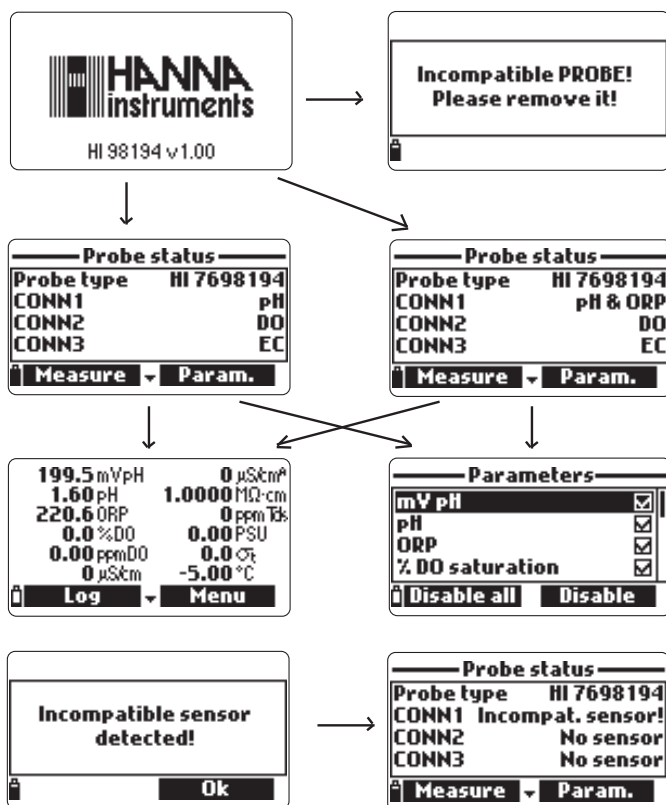 HANNA
instruments
HI 98194 v1.00
Incompatible PROBE!
Please remove it!
Probe status
Probe type HI 7698194
CONN1 pH
CONN2 DO
CONN3 EC
Measure Param.
Probe status
Probe type HI 7698194
CONN1 pH & ORP
CONN2 DO
CONN3 EC
Measure Param.
199.5 mVpH 0 µS/cmᴬ
1.60 pH 1.0000 MΩ·cm
220.6 ORP 0 ppm Tds
0.0 %DO 0.00 PSU
0.00 ppmDO 0.0 σt
0 µS/cm -5.00 °C
Log Menu
Parameters
mV pH
pH
ORP
% DO saturation
Disable all Disable
Incompatible sensor
detected!
Ok
Probe status
Probe type HI 7698194
CONN1 Incompat. sensor!
CONN2 No sensor
CONN3 No sensor
Measure Param.